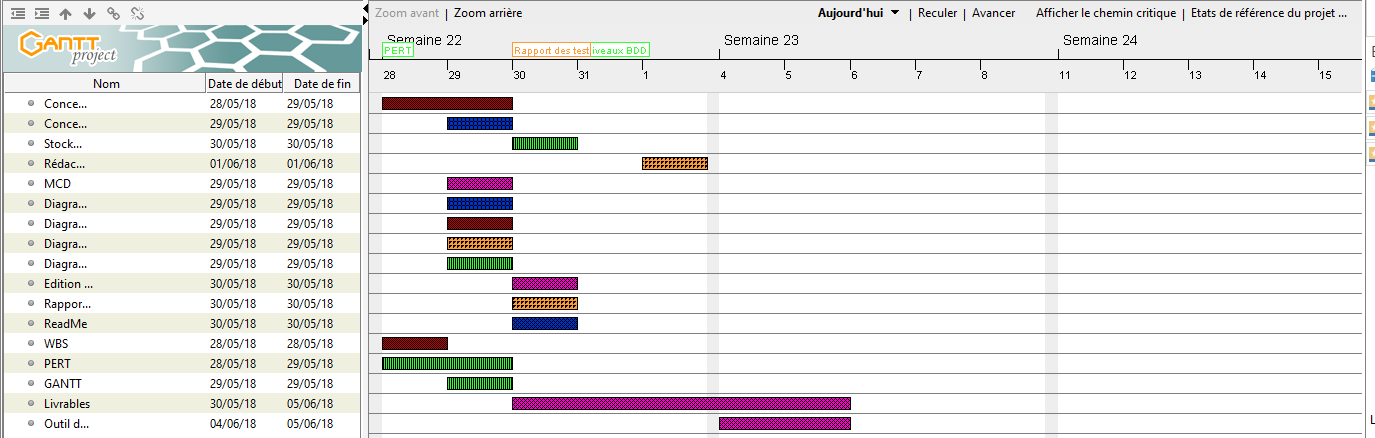 Zoom avant | Zoom arrière Aujourd'hui | Reculer | Avancer Afficher le chemin critique | Etats de référence du projet ...
GANTT project
Semaine 22 Semaine 23 Semaine 24
PERT Rapport des test iveaux BDD
Nom Date de début Date de fin
28 29 30 31 1 4 5 6 7 8 11 12 13 14 15
Conce... 28/05/18 29/05/18
Conce... 29/05/18 29/05/18
Stock... 30/05/18 30/05/18
Rédac... 01/06/18 01/06/18
MCD 29/05/18 29/05/18
Diagra... 29/05/18 29/05/18
Diagra... 29/05/18 29/05/18
Diagra... 29/05/18 29/05/18
Diagra... 29/05/18 29/05/18
Edition ... 30/05/18 30/05/18
Rappor... 30/05/18 30/05/18
ReadMe 30/05/18 30/05/18
WBS 28/05/18 28/05/18
PERT 28/05/18 29/05/18
GANTT 29/05/18 29/05/18
Livrables 30/05/18 05/06/18
Outil d... 04/06/18 05/06/18